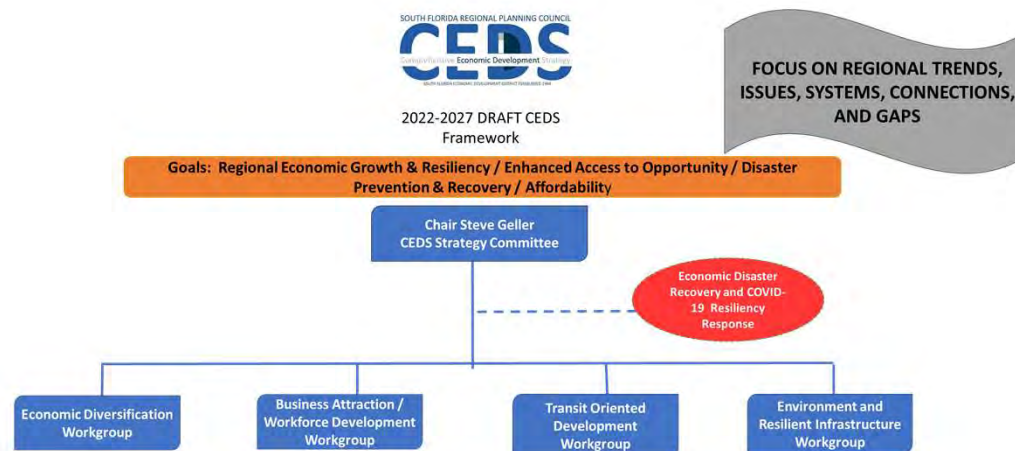 SOUTH FLORIDA REGIONAL PLANNING COUNCIL
CEDS
Comprehensive Economic Development Strategy
2022-2027 DRAFT CEDS
Framework
FOCUS ON REGIONAL TRENDS,
ISSUES, SYSTEMS, CONNECTIONS,
AND GAPS
Goals: Regional Economic Growth & Resiliency / Enhanced Access to Opportunity / Disaster
Prevention & Recovery / Affordability
Chair Steve Geller
CEDS Strategy Committee
Economic Disaster
Recovery and COVID-
19 Resiliency
Response
Economic Diversification
Workgroup
Business Attraction /
Workforce Development
Workgroup
Transit Oriented
Development
Workgroup
Environment and
Resilient Infrastructure
Workgroup